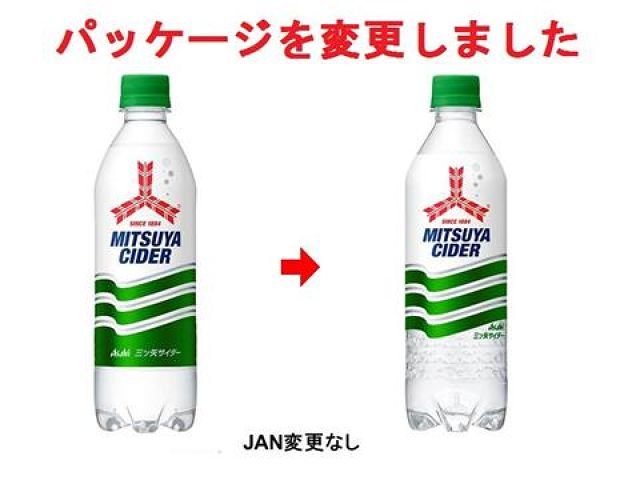 パッケージを変更しました
SINCE 1884
MITSUYA
CIDER
Asahi 三ツ矢サイダー
SINCE 1884
MITSUYA
CIDER
Asahi
三ツ矢サイダー
JAN変更なし